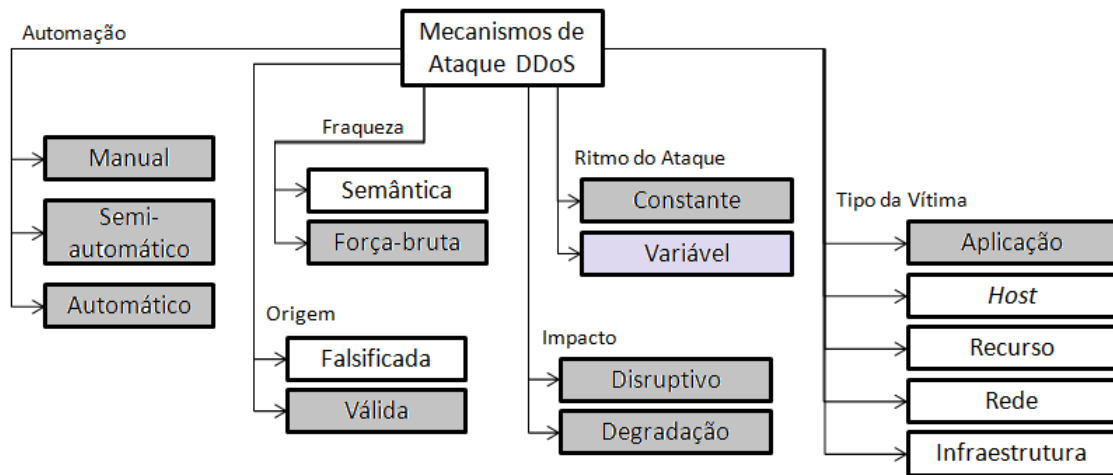 Mecanismos de
Ataque DDoS
Automação
Manual
Semi-
automático
Automático
Fraqueza
Semântica
Força-bruta
Origem
Falsificada
Válida
Ritmo do Ataque
Constante
Variável
Impacto
Disruptivo
Degradação
Tipo da Vítima
Aplicação
Host
Recurso
Rede
Infraestrutura